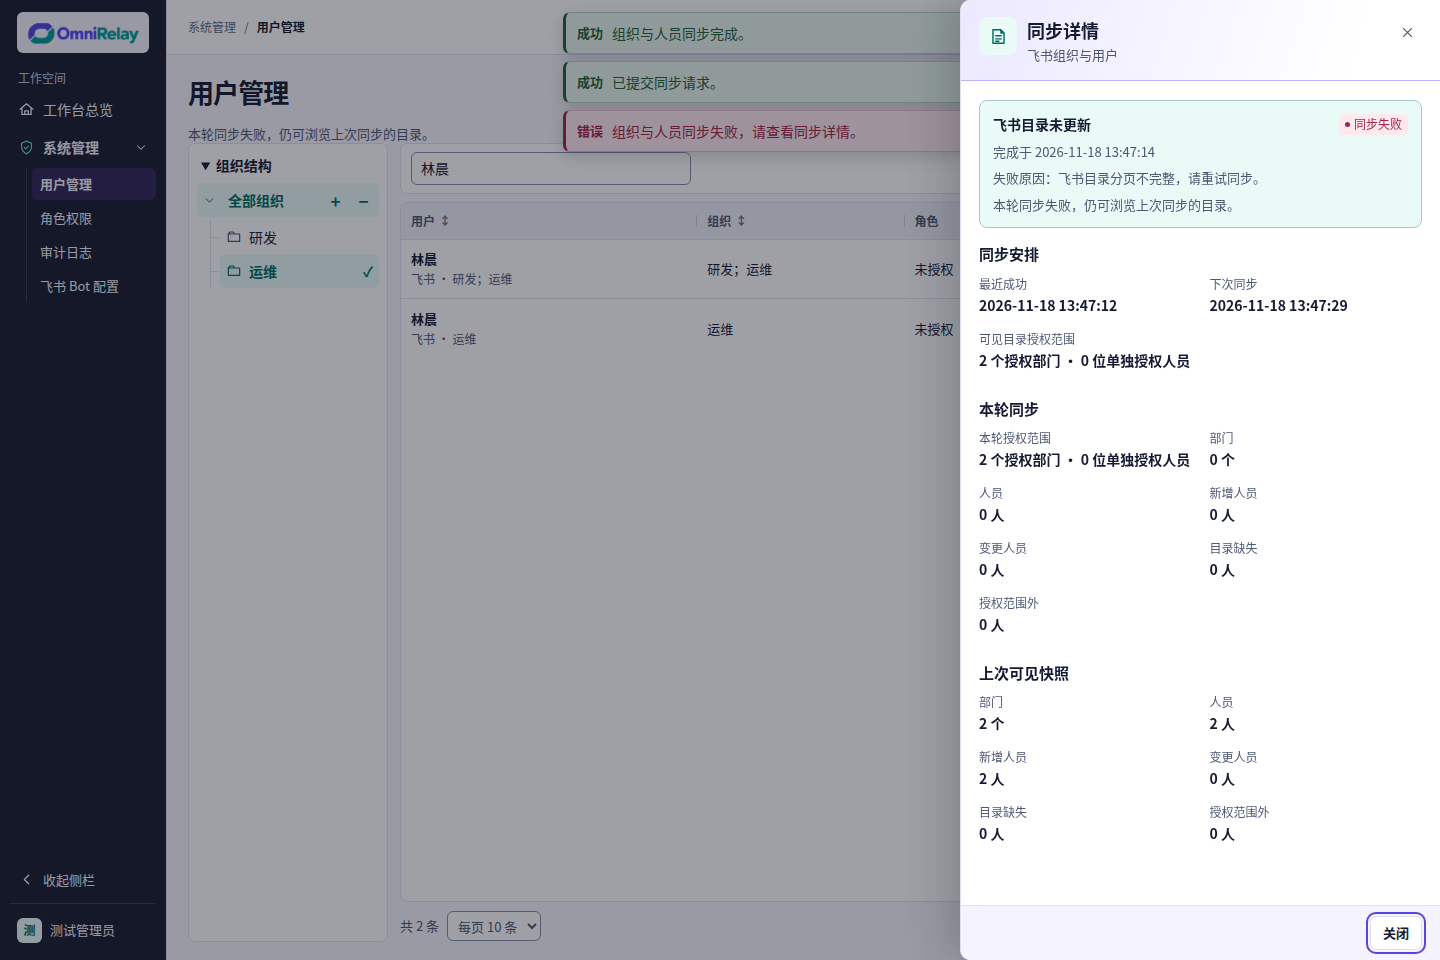 OmniRelay
工作空间
工作台总览
系统管理
用户管理
角色权限
审计日志
飞书 Bot 配置
收起侧栏
测 测试管理员
系统管理 / 用户管理
用户管理
本轮同步失败，仍可浏览上次同步的目录。
成功 组织与人员同步完成。
成功 已提交同步请求。
错误 组织与人员同步失败，请查看同步详情。
▼ 组织结构
全部组织 + −
研发
运维 ✓
林晨
用户 ↕ 组织 ↕ 角色
林晨
飞书 · 研发；运维
研发；运维
未授权
林晨
飞书 · 运维
运维
未授权
共 2 条 每页 10 条
同步详情
飞书组织与用户
×
飞书目录未更新
• 同步失败
完成于 2026-11-18 13:47:14
失败原因：飞书目录分页不完整，请重试同步。
本轮同步失败，仍可浏览上次同步的目录。
同步安排
最近成功 下次同步
2026-11-18 13:47:12 2026-11-18 13:47:29
可见目录授权范围
2 个授权部门 · 0 位单独授权人员
本轮同步
本轮授权范围 部门
2 个授权部门 · 0 位单独授权人员 0 个
人员 新增人员
0 人 0 人
变更人员 目录缺失
0 人 0 人
授权范围外
0 人
上次可见快照
部门 人员
2 个 2 人
新增人员 变更人员
2 人 0 人
目录缺失 授权范围外
0 人 0 人
关闭